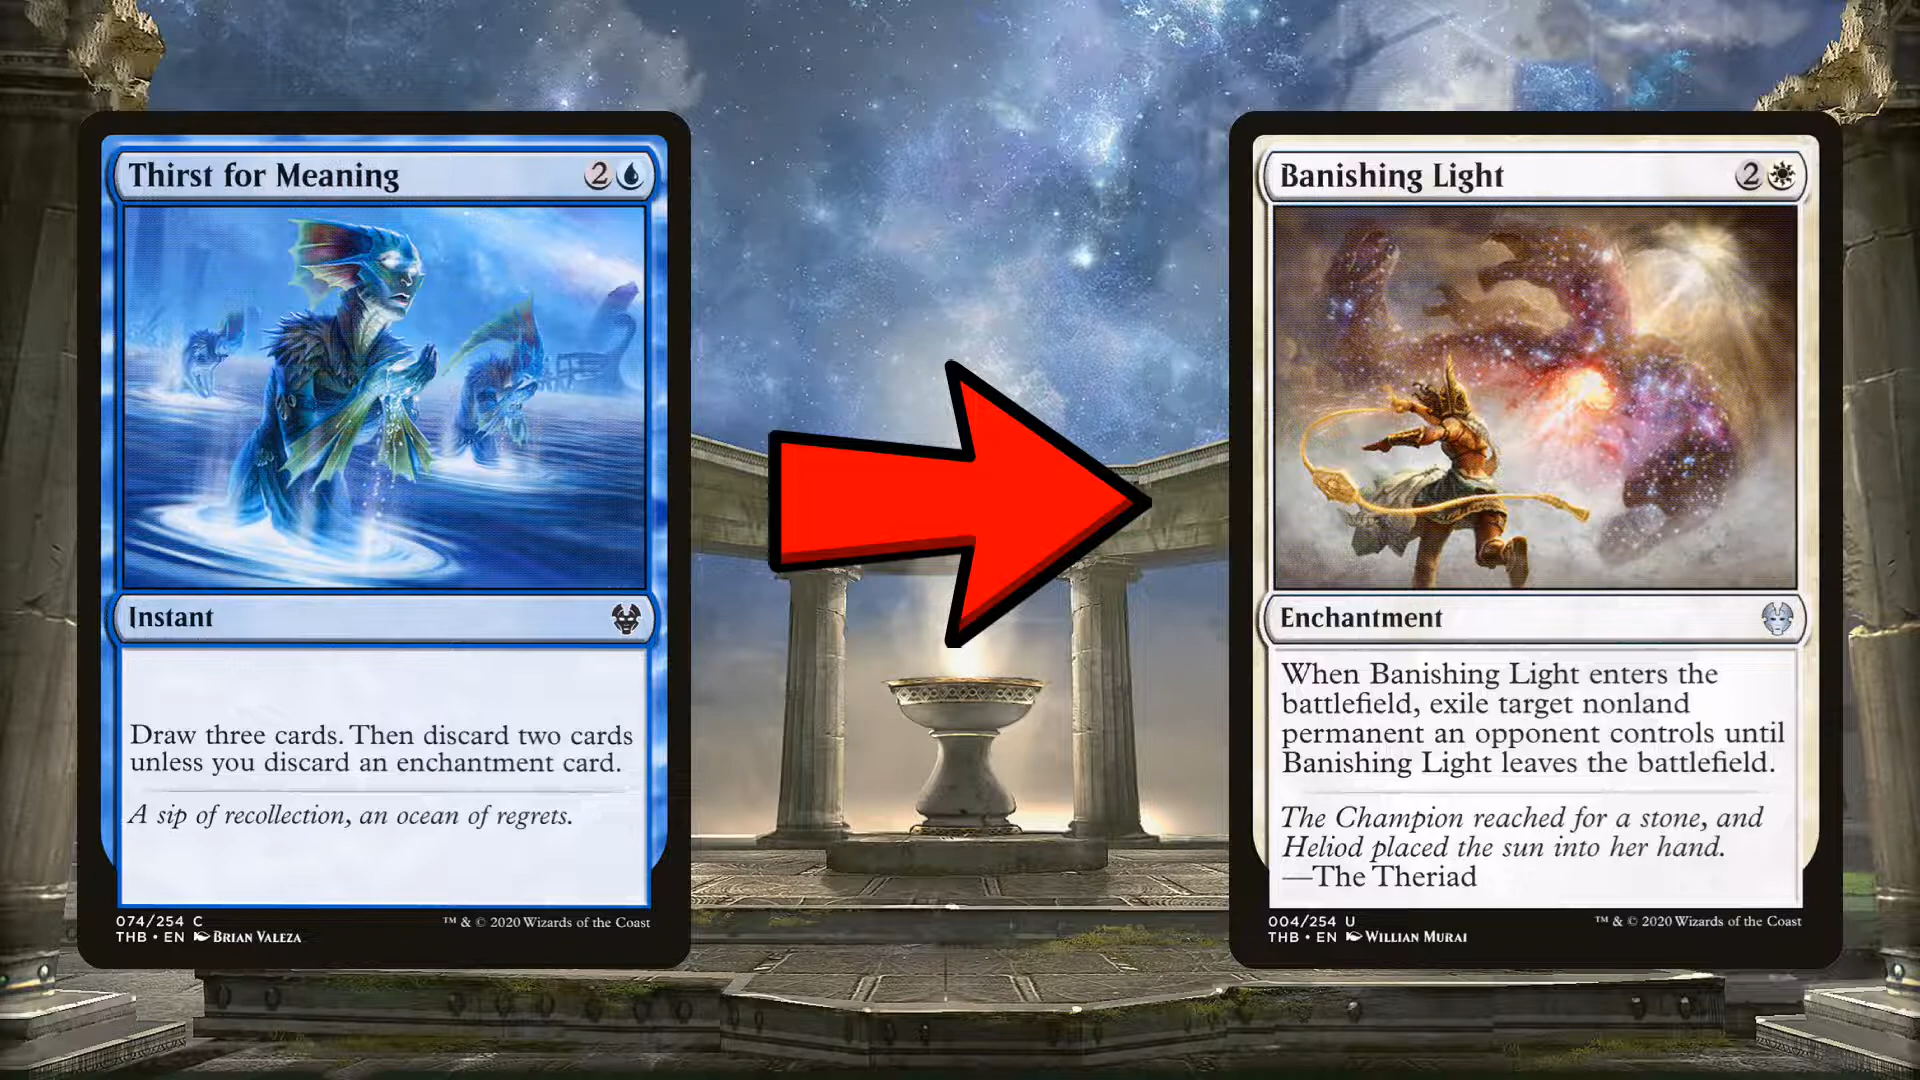 Thirst for Meaning 2
Instant
Draw three cards. Then discard two cards
unless you discard an enchantment card.
A sip of recollection, an ocean of regrets.
074/254 C
THB • EN BRIAN VALEZA
™ & © 2020 Wizards of the Coast
Banishing Light 2
Enchantment
When Banishing Light enters the
battlefield, exile target nonland
permanent an opponent controls until
Banishing Light leaves the battlefield.
The Champion reached for a stone, and
Heliod placed the sun into her hand.
—The Theriad
004/254 U
THB • EN WILLIAN MURAI
™ & © 2020 Wizards of the Coast